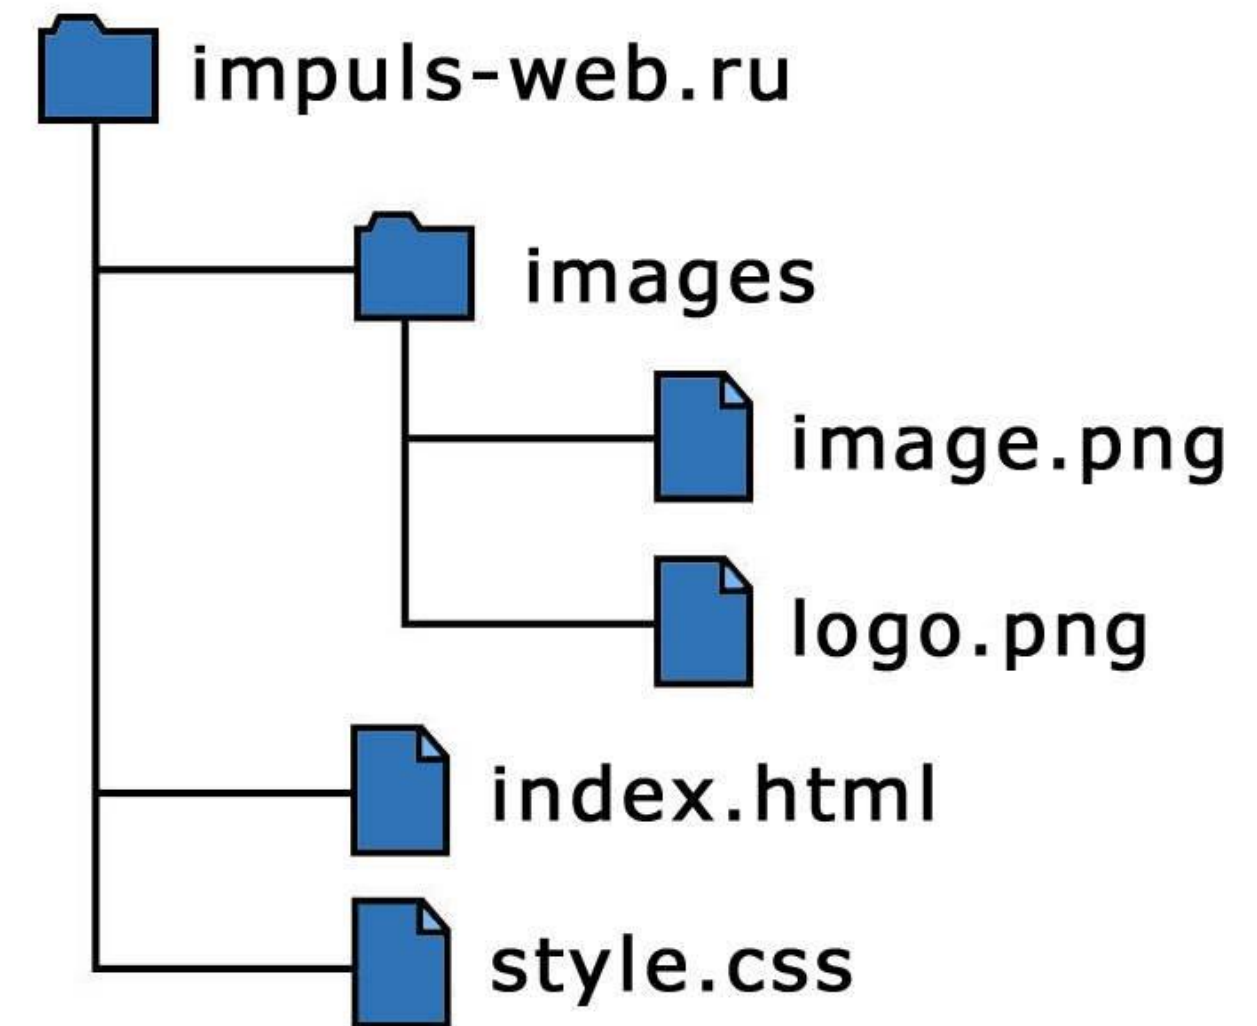 impuls-web.ru
images
image.png
logo.png
index.html
style.css